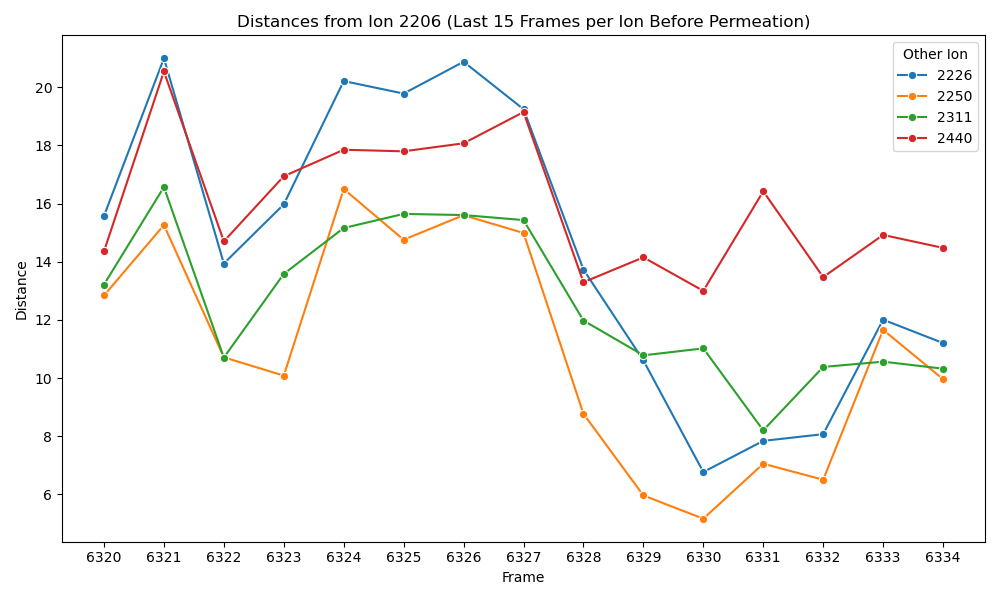 Distances from Ion 2206 (Last 15 Frames per Ion Before Permeation)
Other Ion
2226
2250
2311
2440
Distance
20
18
16
14
12
10
8
6
6320 6321 6322 6323 6324 6325 6326 6327 6328 6329 6330 6331 6332 6333 6334
Frame